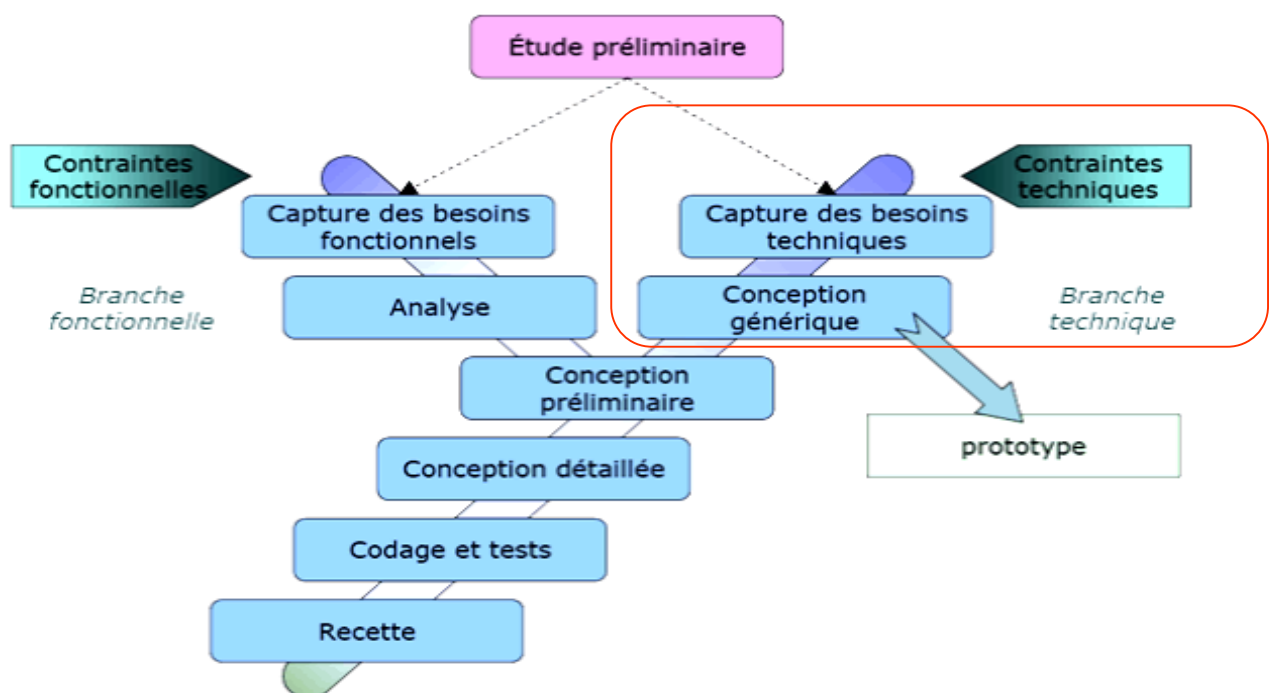 Étude préliminaire
Contraintes
fonctionnelles
Contraintes
techniques
Capture des besoins
fonctionnels
Capture des besoins
techniques
Branche
fonctionnelle
Analyse
Conception
générique
Branche
technique
Conception
préliminaire
prototype
Conception détaillée
Codage et tests
Recette